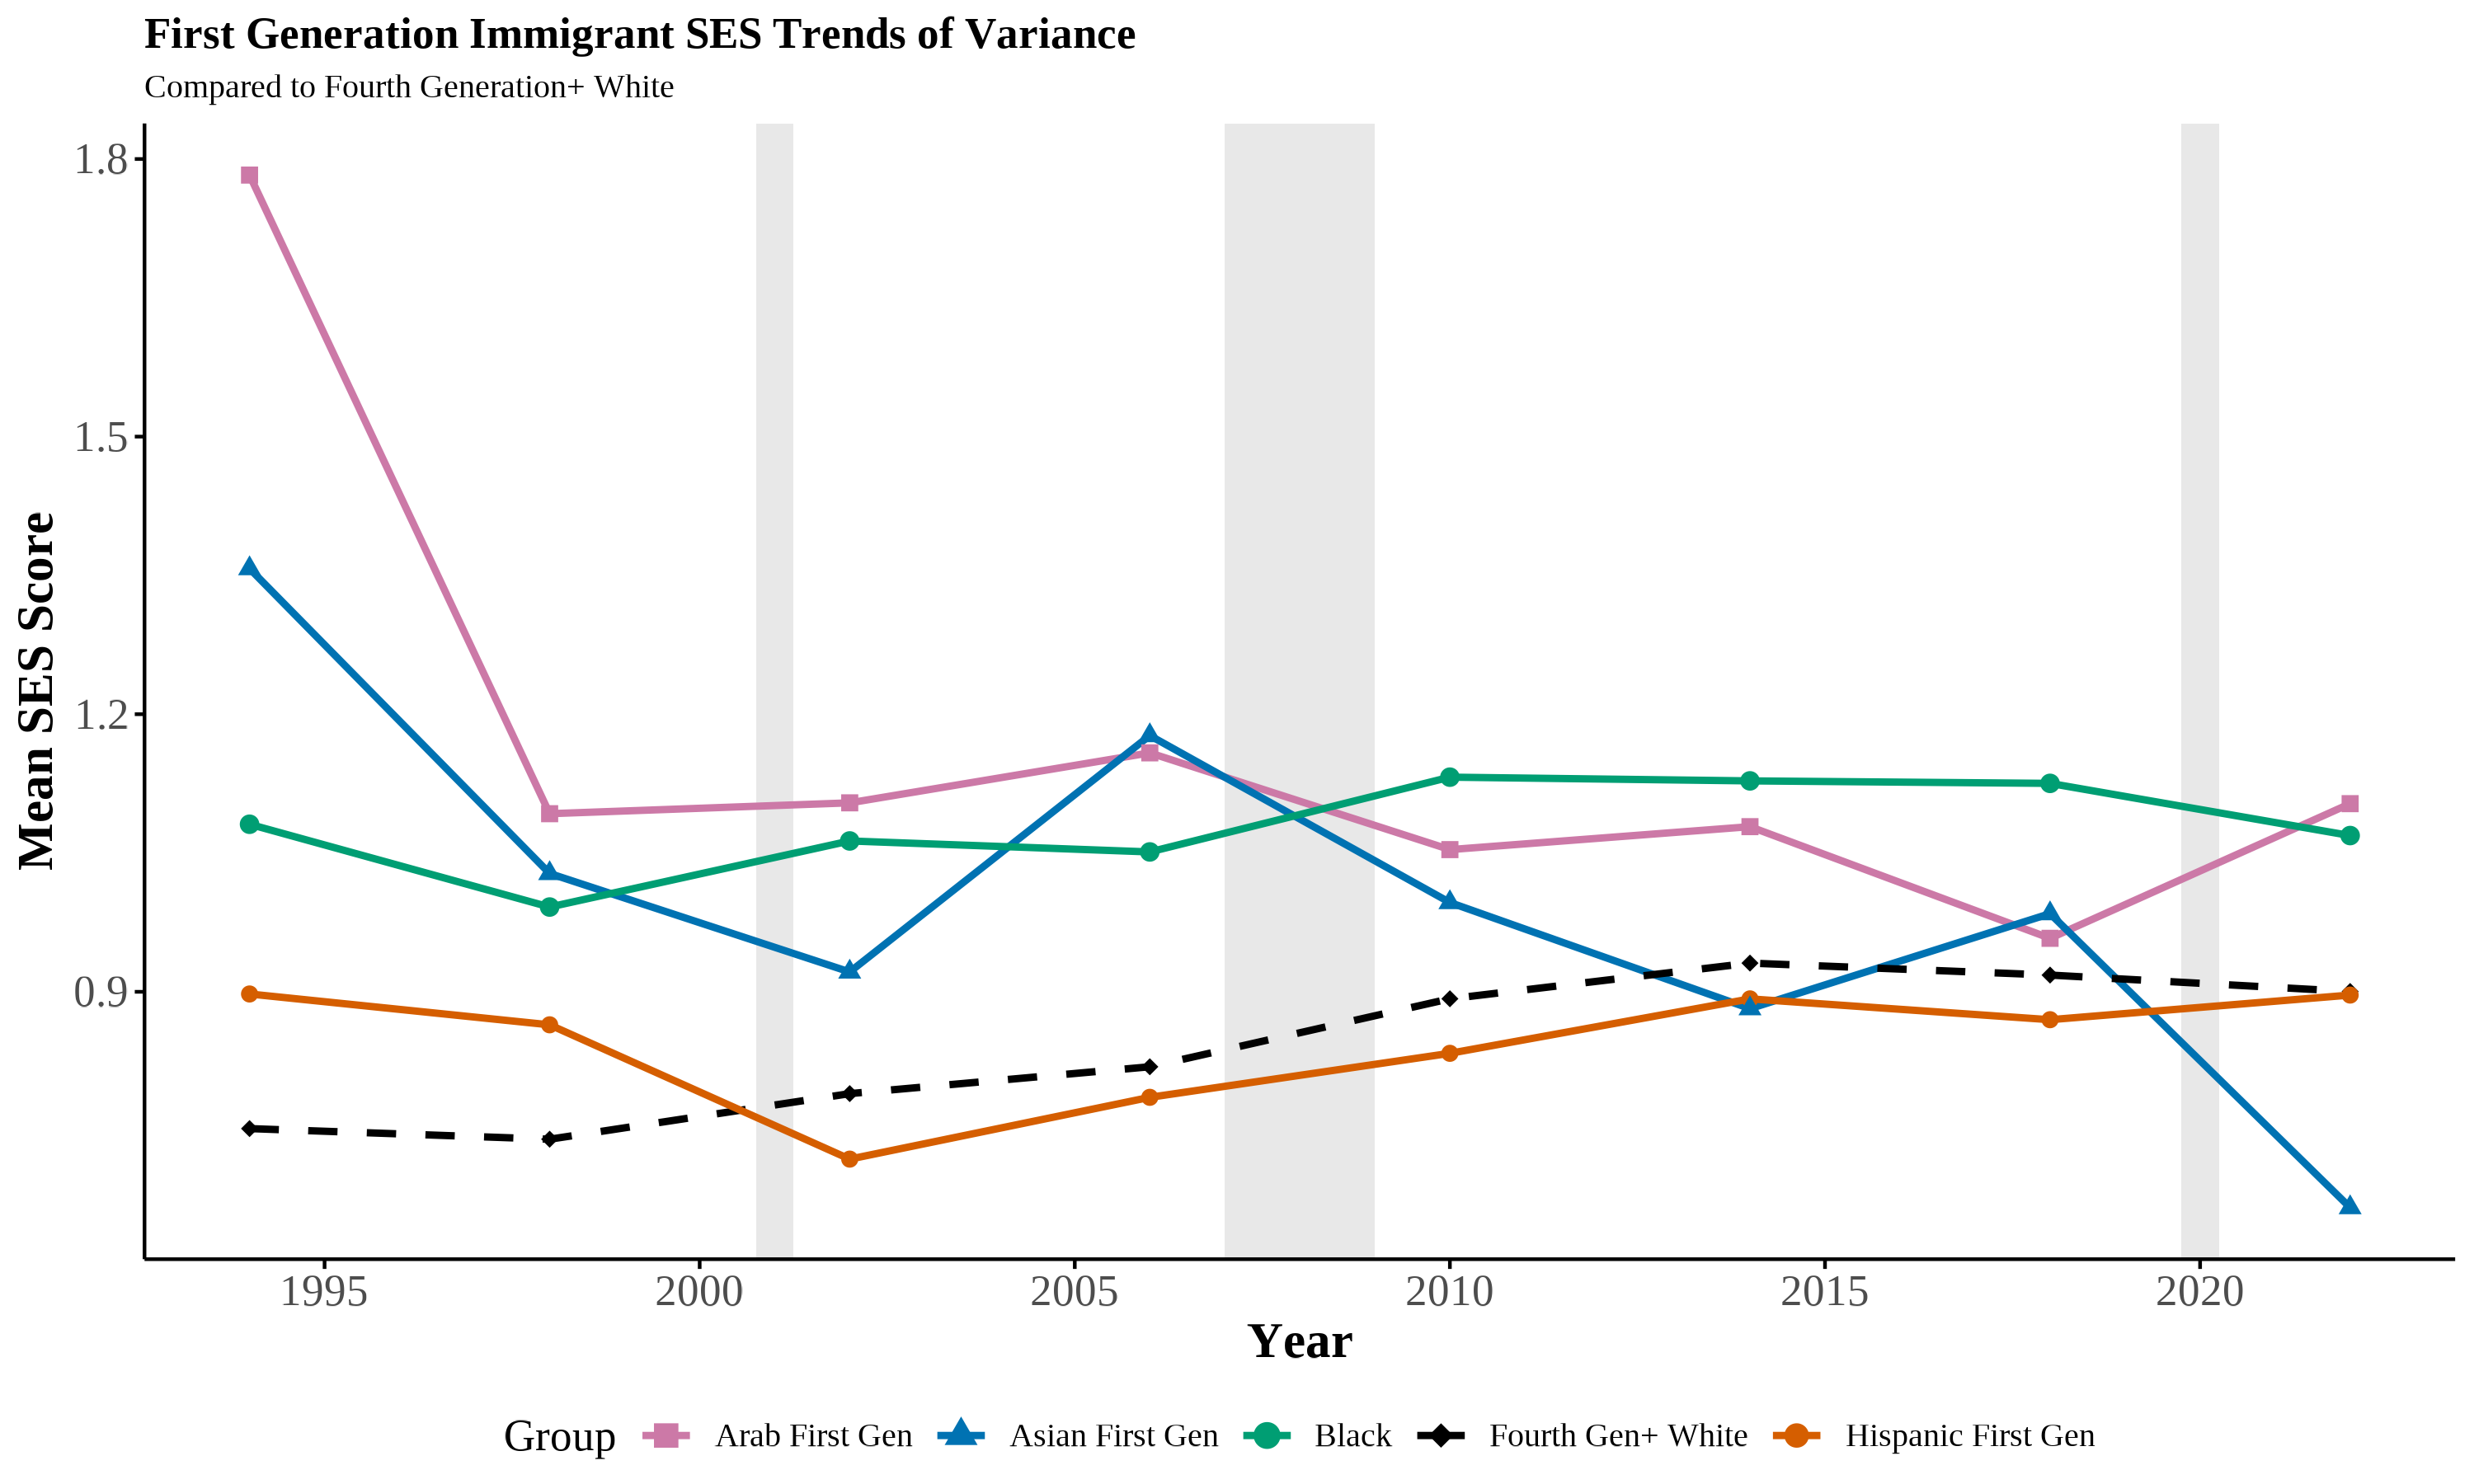 First Generation Immigrant SES Trends of Variance
Compared to Fourth Generation+ White
Mean SES Score
1.8
1.5
1.2
0.9
1995 2000 2005 2010 2015 2020
Year
Group Arab First Gen Asian First Gen Black Fourth Gen+ White Hispanic First Gen